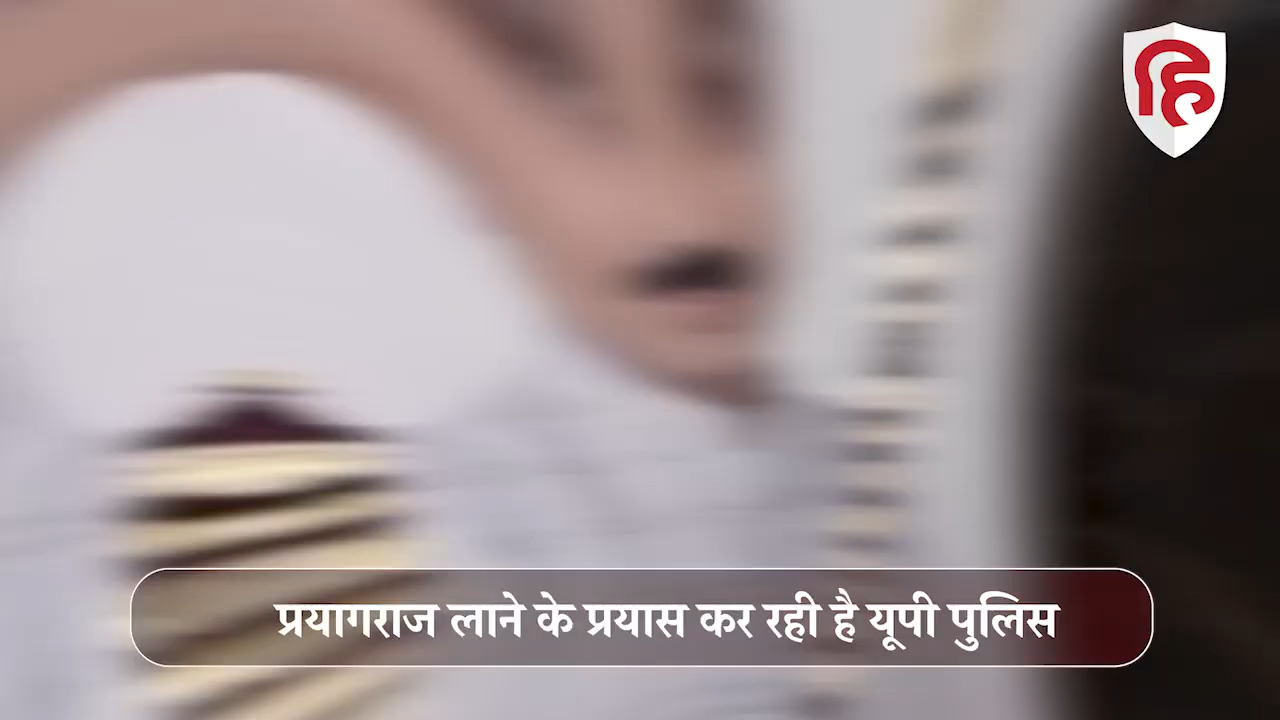 हि
प्रयागराज लाने के प्रयास कर रही है यूपी पुलिस